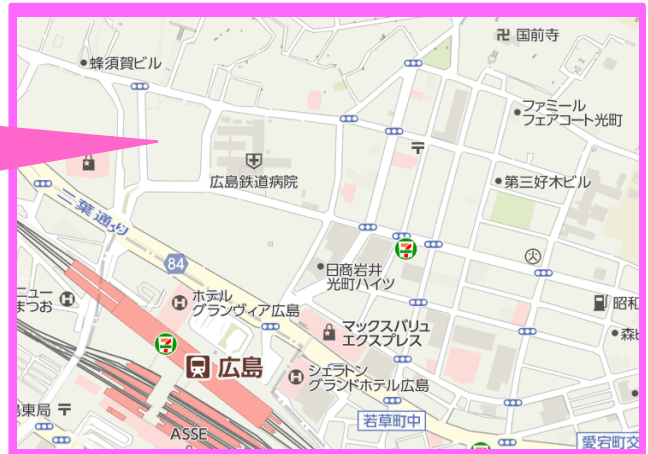 国前寺
蜂須賀ビル
ファミール
フェアコート光町
広島鉄道病院
第三好木ビル
二葉通り
84
日商岩井
光町ハイツ
ニュー
まつお
H
ホテル
グランヴィア広島
H
昭和
マックスバリュ
エクスプレス
7
7
広島
シェラトン
グランドホテル広島
H
東局
若草町中
ASSE
愛宕町交